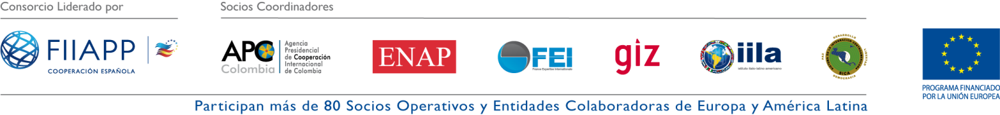 Consorcio Liderado por
Socios Coordinadores
FIIAPP
COOPERACIÓN ESPAÑOLA
APC
Colombia
Agencia
Presidencial
de Cooperación
Internacional
de Colombia
ENAP
FEI
France Expertise Internationale
giz
iila
istituto italo-latino americano
DESARROLLO
PAZ
LIBERTAD
DEMOCRACIA
SICA
PROGRAMA FINANCIADO
POR LA UNIÓN EUROPEA
Participan más de 80 Socios Operativos y Entidades Colaboradoras de Europa y América Latina